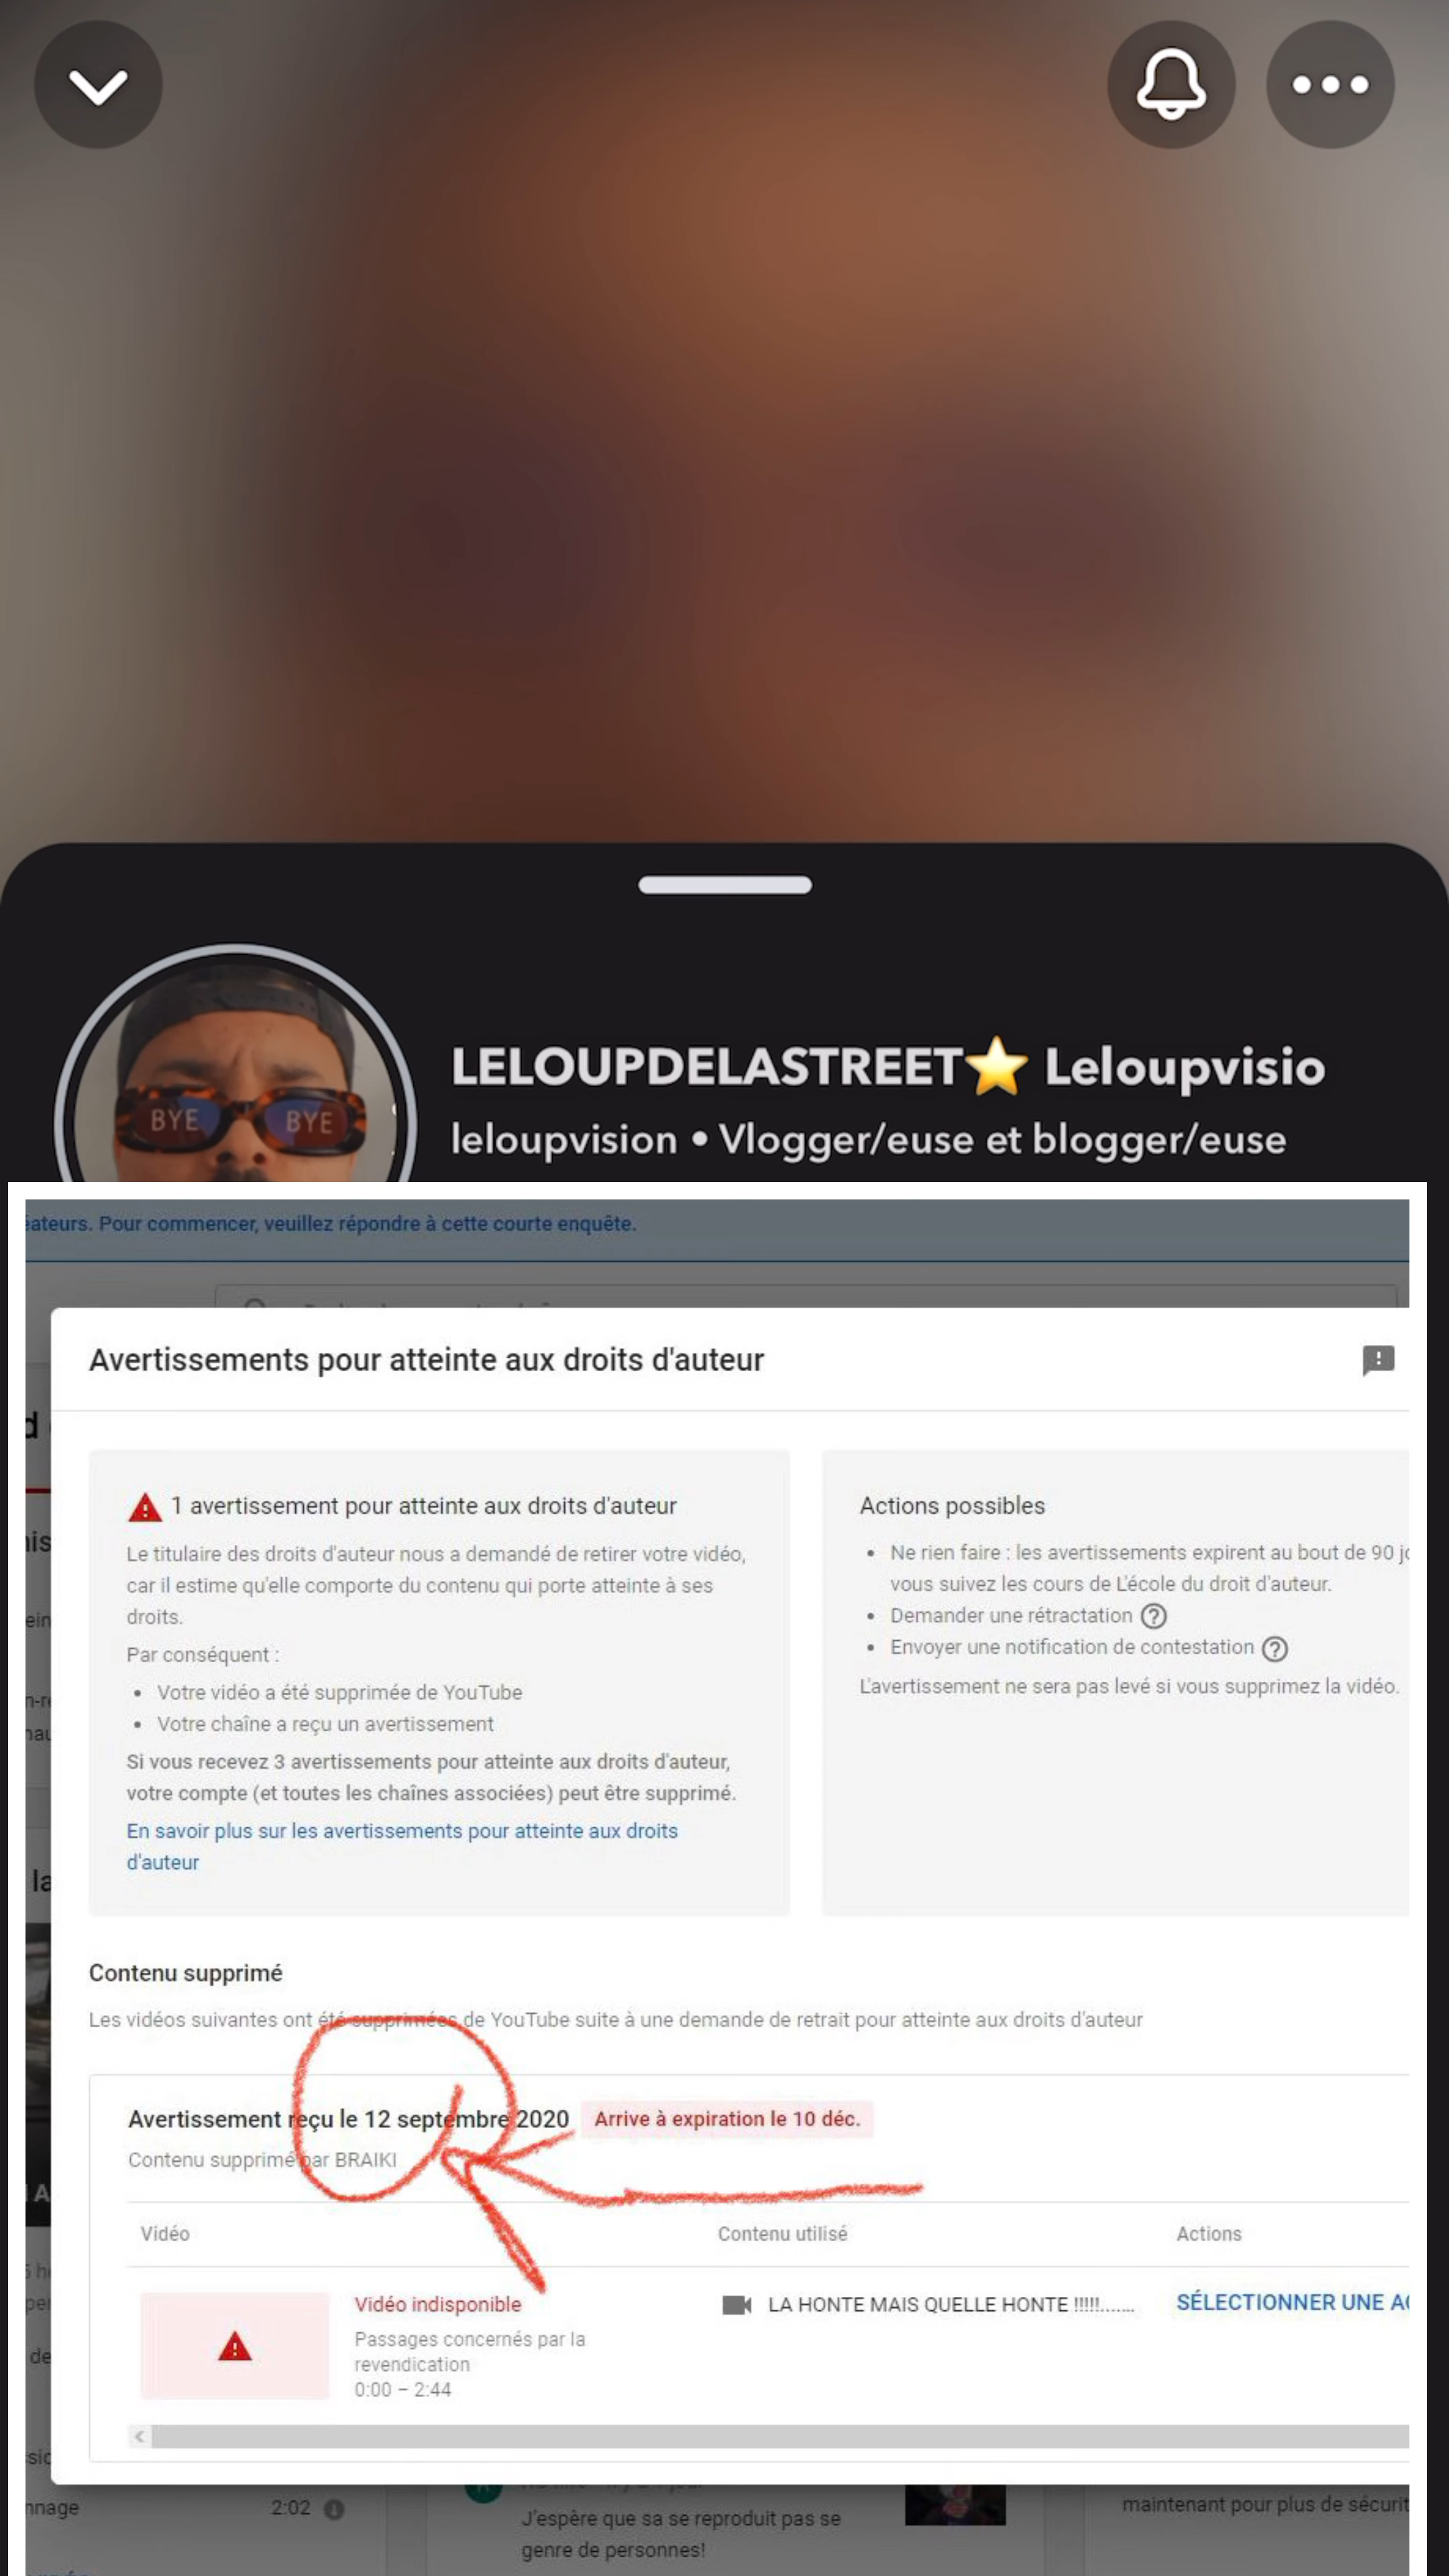 LELOUPDELASTREET⭐ Leloupvisio
leloupvision • Vlogger/euse et blogger/euse
BYE BYE
éateurs. Pour commencer, veuillez répondre à cette courte enquête.
Avertissements pour atteinte aux droits d'auteur
1 avertissement pour atteinte aux droits d'auteur
Le titulaire des droits d'auteur nous a demandé de retirer votre vidéo,
car il estime qu'elle comporte du contenu qui porte atteinte à ses
droits.
Par conséquent :
• Votre vidéo a été supprimée de YouTube
• Votre chaîne a reçu un avertissement
Si vous recevez 3 avertissements pour atteinte aux droits d'auteur,
votre compte (et toutes les chaînes associées) peut être supprimé.
En savoir plus sur les avertissements pour atteinte aux droits
d'auteur
Actions possibles
• Ne rien faire : les avertissements expirent au bout de 90 jo
vous suivez les cours de L'école du droit d'auteur.
• Demander une rétractation
• Envoyer une notification de contestation
L'avertissement ne sera pas levé si vous supprimez la vidéo.
Contenu supprimé
Les vidéos suivantes ont été supprimées de YouTube suite à une demande de retrait pour atteinte aux droits d'auteur
Avertissement reçu le 12 septembre 2020 Arrive à expiration le 10 déc.
Contenu supprimé par BRAIKI
Vidéo Contenu utilisé Actions
Vidéo indisponible
Passages concernés par la
revendication
0:00 – 2:44
LA HONTE MAIS QUELLE HONTE !!!!!.......
SÉLECTIONNER UNE AC
nnage 2:02
J'espère que sa se reproduit pas se
genre de personnes!
maintenant pour plus de sécurit